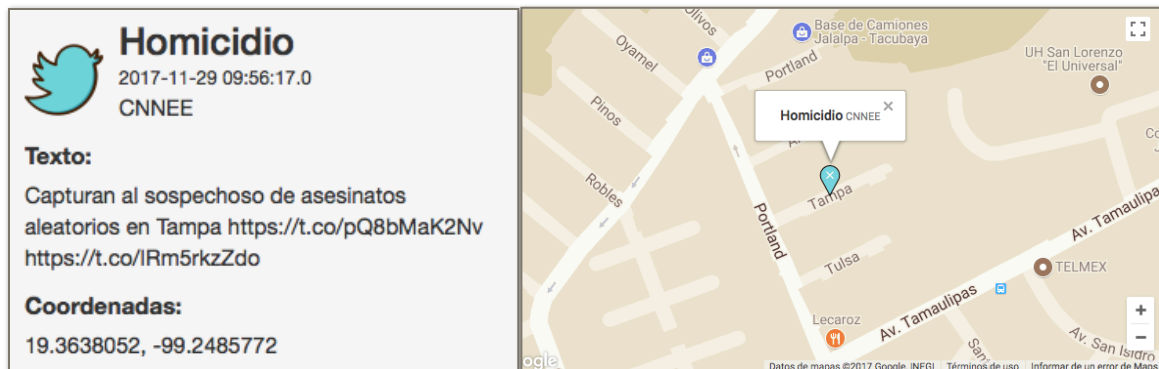 Homicidio
2017-11-29 09:56:17.0
CNNEE
Texto:
Capturan al sospechoso de asesinatos
aleatorios en Tampa https://t.co/pQ8bMaK2Nv
https://t.co/lRm5rkzZdo
Coordenadas:
19.3638052, -99.2485772
Olivos
Base de Camiones
Jalalpa - Tacubaya
Oyamel
Portland
UH San Lorenzo
"El Universal"
Pinos
Homicidio CNNEE
Robles
Tampa
Portland
Av. Tamaulipa
Tulsa
TELMEX
Lecaroz
Av. Tamaulipas
Av. San Isidro
+
−
Datos de mapas ©2017 Google, INEGI Términos de uso Informar de un error de Maps